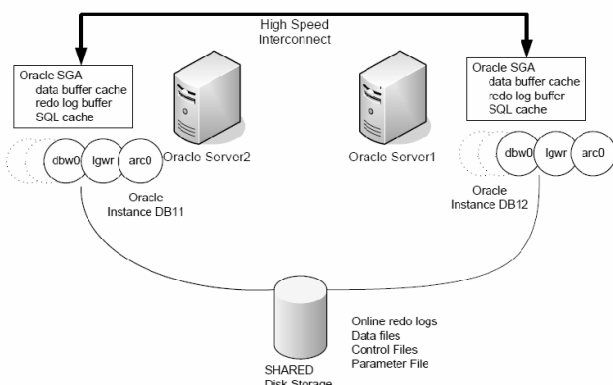 High Speed
Interconnect
Oracle SGA
data buffer cache
redo log buffer
SQL cache
Oracle SGA
data buffer cache
redo log buffer
SQL cache
Oracle Server2
Oracle Server1
dbw0
lgwr
arc0
dbw0
lgwr
arc0
Oracle
Instance DB11
Oracle
Instance DB12
Online redo logs
Data files
Control Files
Parameter File
SHARED
Disk Storage